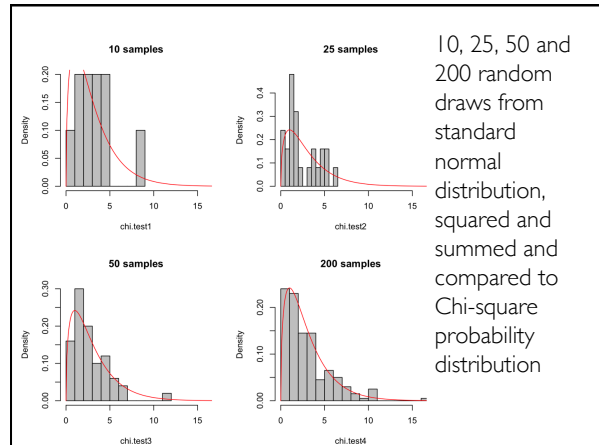 10 samples
Density
0.00 0.05 0.10 0.15 0.20
0 5 10 15
chi.test1
25 samples
Density
0.0 0.1 0.2 0.3 0.4
0 5 10 15
chi.test2
50 samples
Density
0.00 0.10 0.20 0.30
0 5 10 15
chi.test3
200 samples
Density
0.00 0.10 0.20
0 5 10 15
chi.test4
10, 25, 50 and
200 random
draws from
standard
normal
distribution,
squared and
summed and
compared to
Chi-square
probability
distribution